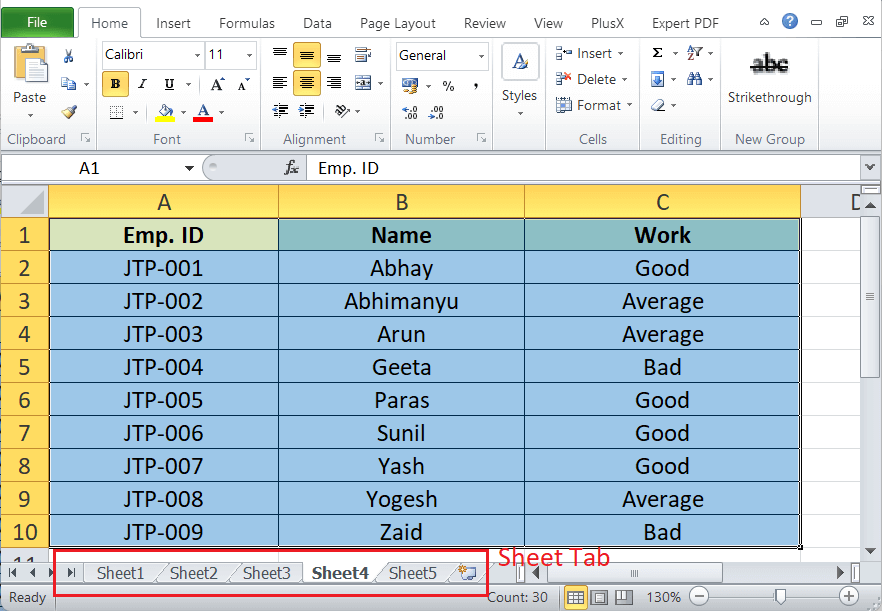 File Home Insert Formulas Data Page Layout Review View PlusX Expert PDF
Calibri 11 General Insert Σ abc
Paste B I U A A % , Styles Delete Strikethrough
A Format
Clipboard Font Alignment Number Cells Editing New Group
A1 fx Emp. ID
A B C D
1 Emp. ID Name Work
2 JTP-001 Abhay Good
3 JTP-002 Abhimanyu Average
4 JTP-003 Arun Average
5 JTP-004 Geeta Bad
6 JTP-005 Paras Good
7 JTP-006 Sunil Good
8 JTP-007 Yash Good
9 JTP-008 Yogesh Average
10 JTP-009 Zaid Bad
11 Sheet Tab
Sheet1 Sheet2 Sheet3 Sheet4 Sheet5
Ready Count: 30 130%